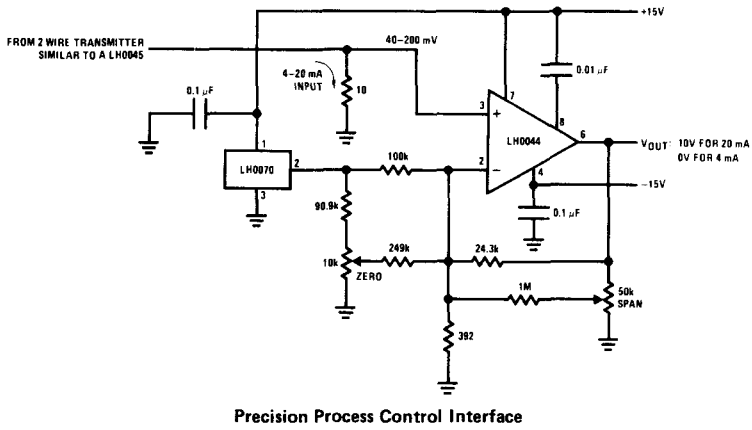 +15V
FROM 2 WIRE TRANSMITTER
SIMILAR TO A LH0045
40–200 mV
4–20 mA
INPUT
10
0.01 µF
0.1 µF
7
8
3
+
LH0044
6
VOUT: 10V FOR 20 mA
0V FOR 4 mA
1
LH0070
2
3
100k
2
–
4
–15V
0.1 µF
90.9k
10k
ZERO
249k
24.3k
1M
50k
SPAN
392
Precision Process Control Interface